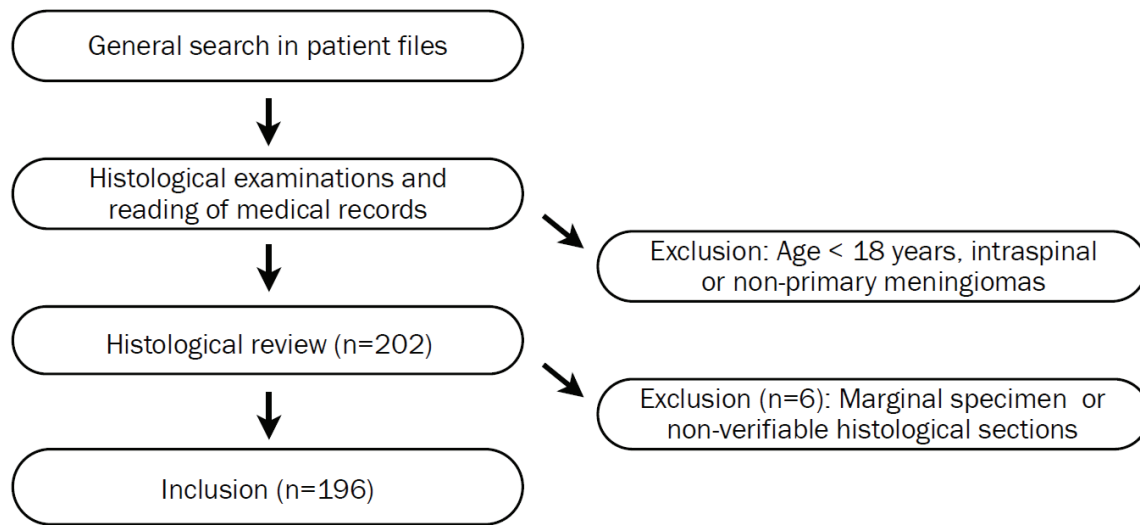 General search in patient files
Histological examinations and
reading of medical records
Exclusion: Age < 18 years, intraspinal
or non-primary meningiomas
Histological review (n=202)
Exclusion (n=6): Marginal specimen or
non-verifiable histological sections
Inclusion (n=196)